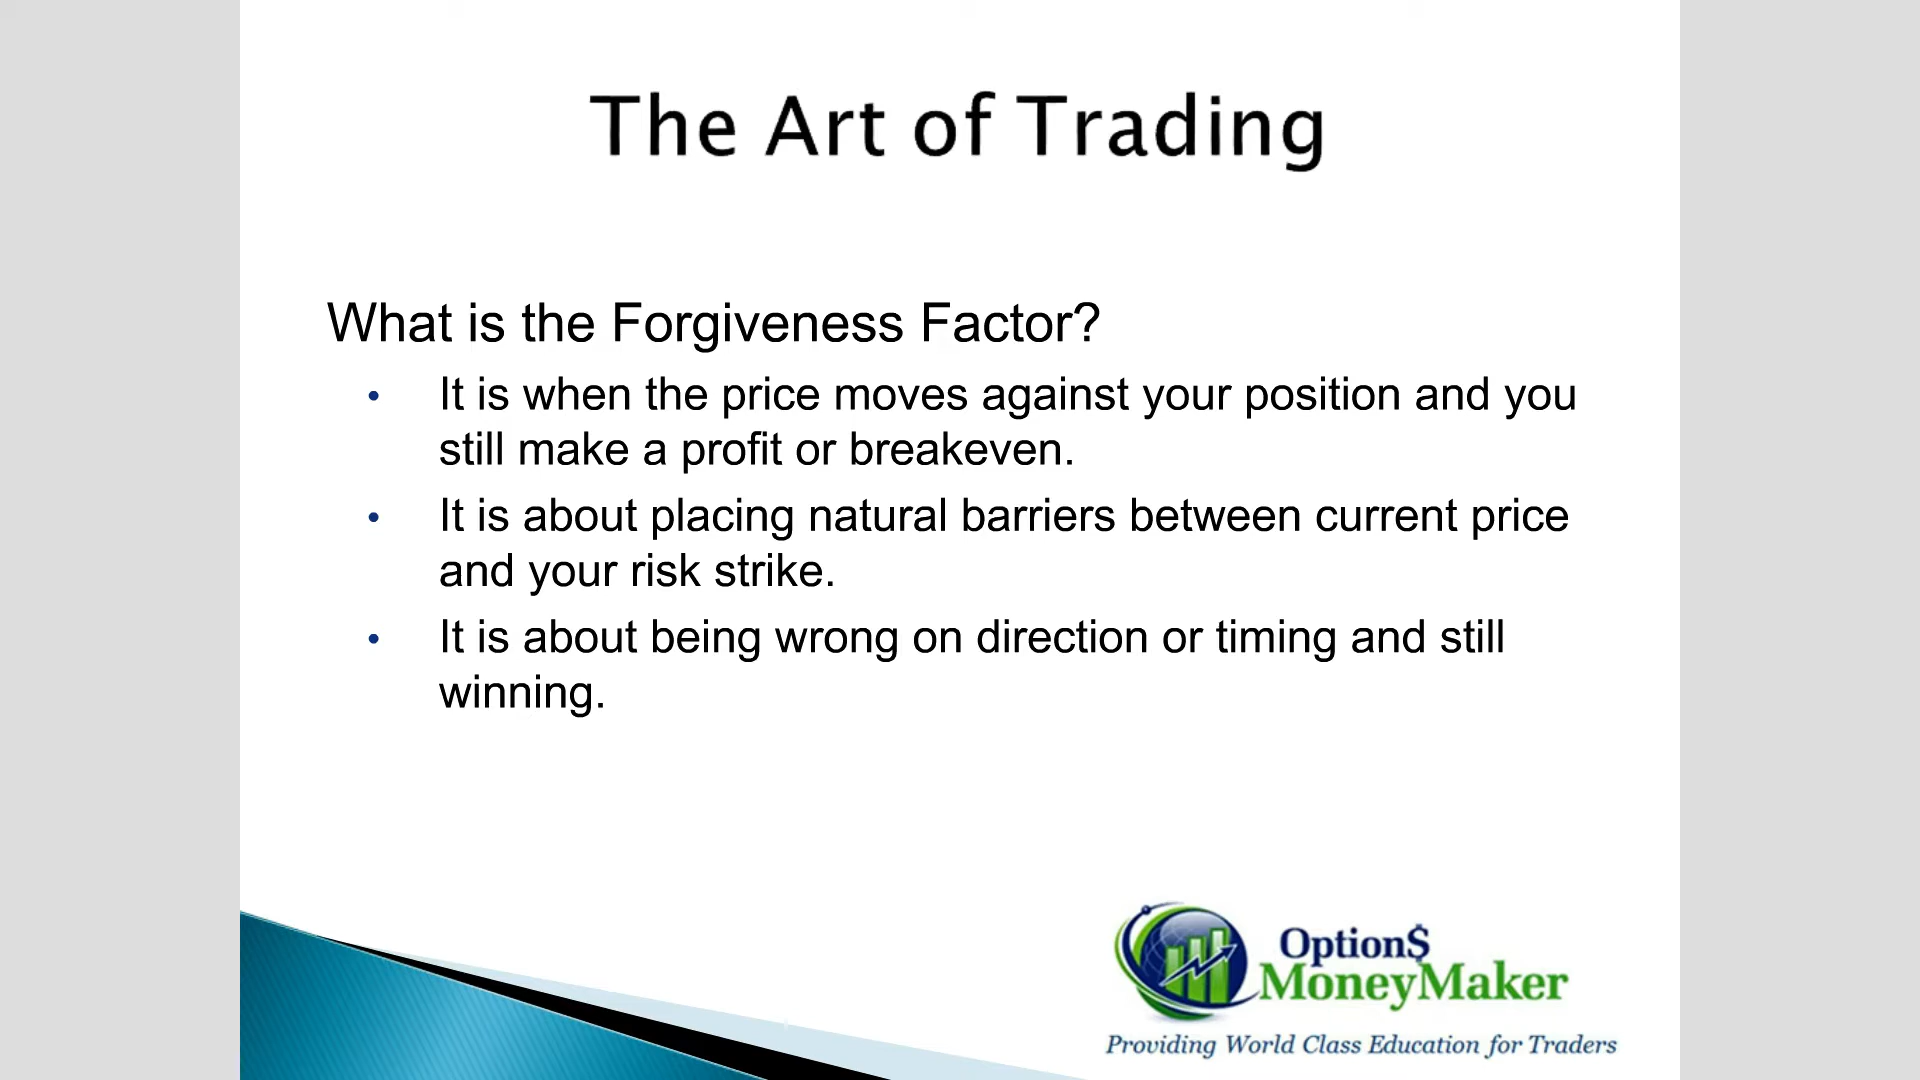 The Art of Trading
What is the Forgiveness Factor?
• It is when the price moves against your position and you
still make a profit or breakeven.
• It is about placing natural barriers between current price
and your risk strike.
• It is about being wrong on direction or timing and still
winning.
Option$
MoneyMaker
Providing World Class Education for Traders